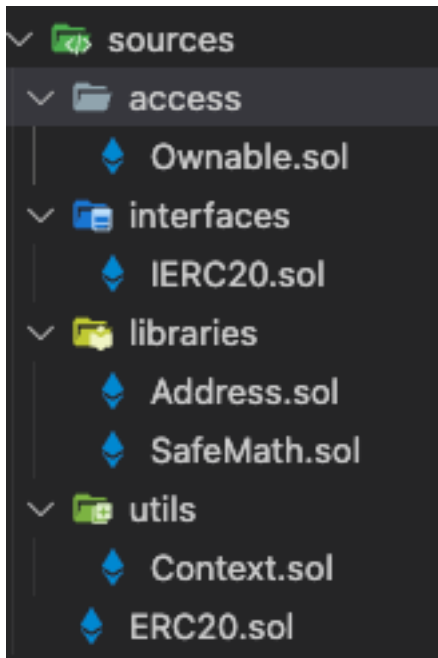 sources
access
Ownable.sol
interfaces
IERC20.sol
libraries
Address.sol
SafeMath.sol
utils
Context.sol
ERC20.sol